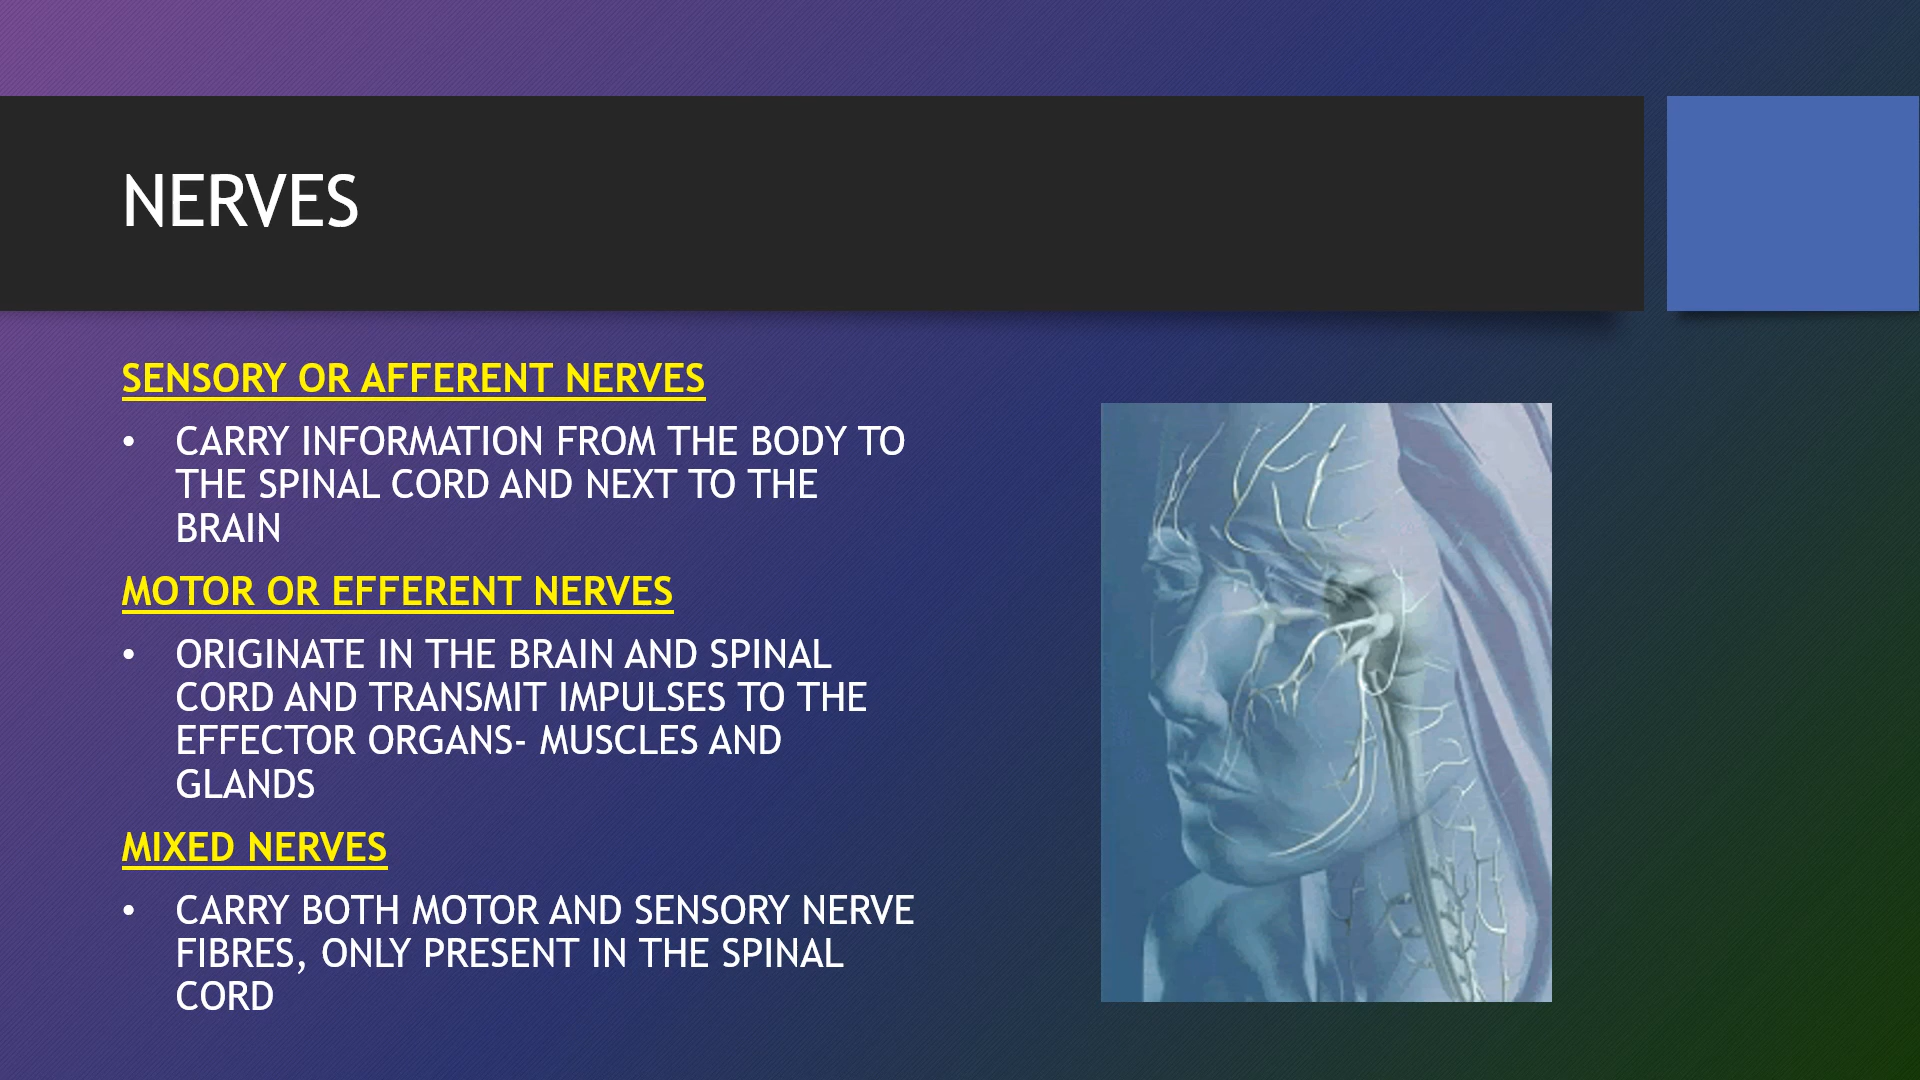 NERVES
SENSORY OR AFFERENT NERVES
• CARRY INFORMATION FROM THE BODY TO
THE SPINAL CORD AND NEXT TO THE
BRAIN
MOTOR OR EFFERENT NERVES
• ORIGINATE IN THE BRAIN AND SPINAL
CORD AND TRANSMIT IMPULSES TO THE
EFFECTOR ORGANS- MUSCLES AND
GLANDS
MIXED NERVES
• CARRY BOTH MOTOR AND SENSORY NERVE
FIBRES, ONLY PRESENT IN THE SPINAL
CORD